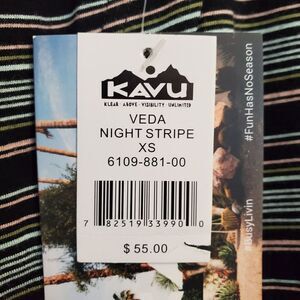 KAVU
KLEAR · ABOVE · VISIBILITY · UNLIMITED
VEDA
NIGHT STRIPE
XS
6109-881-00
7 82519 33990 0
$ 55.00
#FunHasNoSeason
#BusyLivin